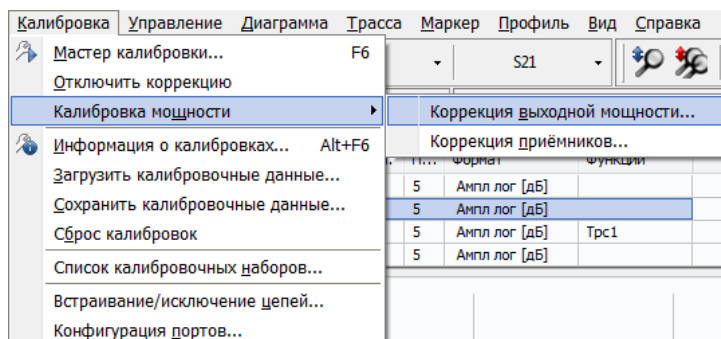 Калибровка Управление Диаграмма Трасса Маркер Профиль Вид Справка
Мастер калибровки... F6
S21
Отключить коррекцию
Калибровка мощности
Коррекция выходной мощности...
Коррекция приёмников...
Информация о калибровках... Alt+F6
Формат Функции
Загрузить калибровочные данные...
5 Ампл лог [дБ]
Сохранить калибровочные данные...
5 Ампл лог [дБ]
Сброс калибровок
5 Ампл лог [дБ] Трс1
5 Ампл лог [дБ]
Список калибровочных наборов...
Встраивание/исключение цепей...
Конфигурация портов...